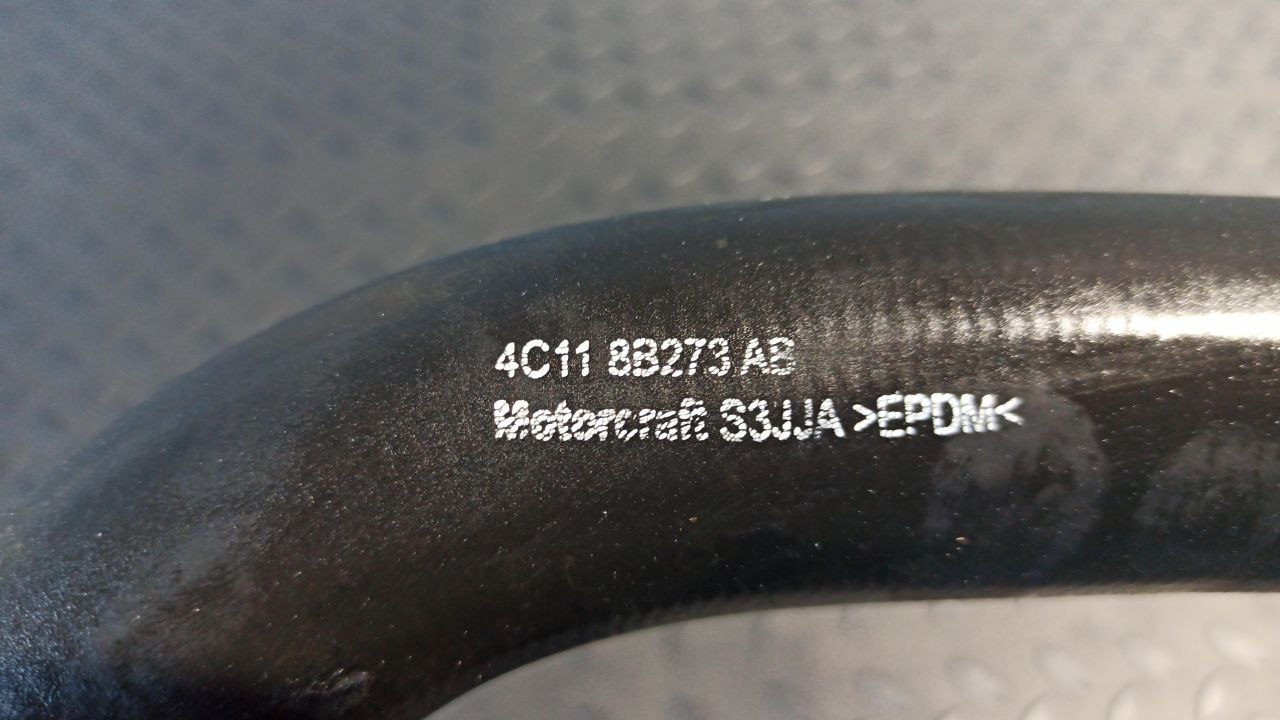 4C11 8B273 AB
Motorcraft S3JJA >EPDM<